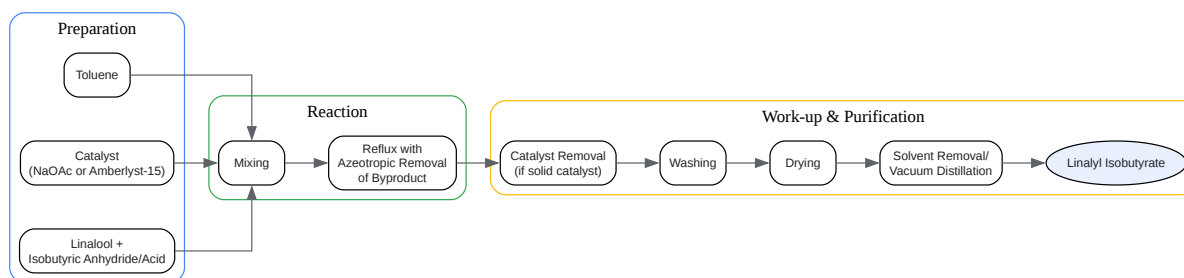 Preparation
Toluene
Catalyst
(NaOAc or Amberlyst-15)
Linalool +
Isobutyric Anhydride/Acid
Reaction
Mixing
Reflux with
Azeotropic Removal
of Byproduct
Work-up & Purification
Catalyst Removal
(if solid catalyst)
Washing
Drying
Solvent Removal/
Vacuum Distillation
Linalyl Isobutyrate